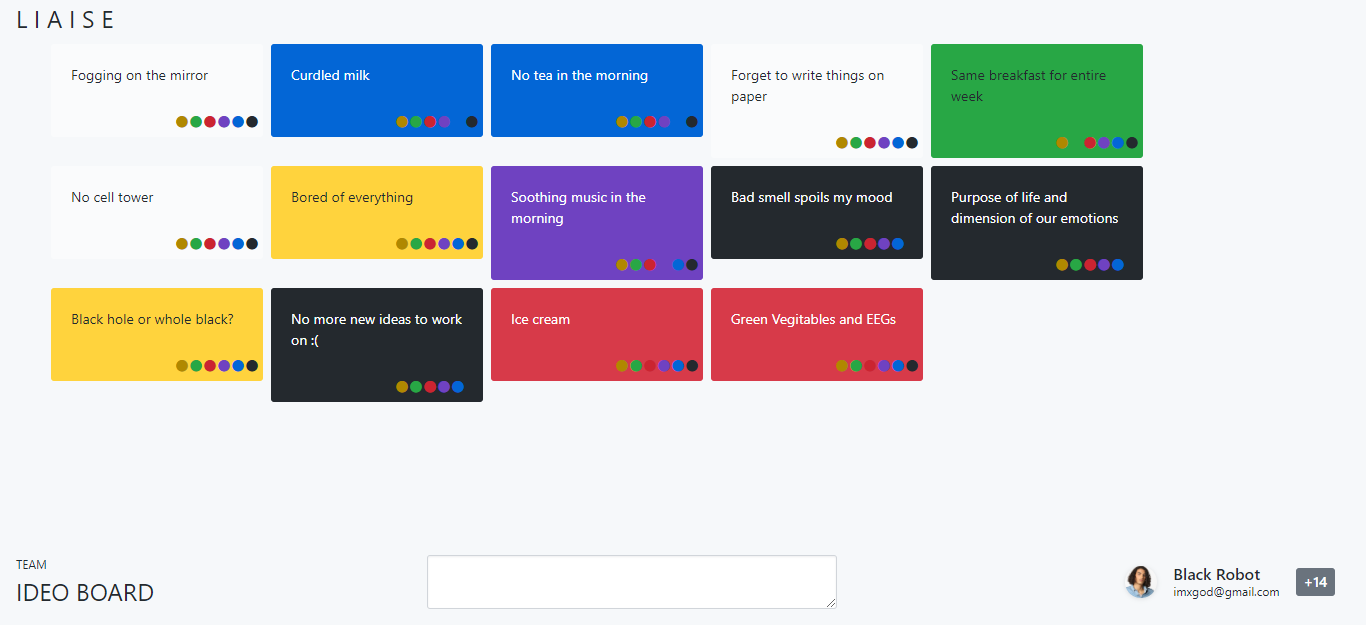 LIAISE
Fogging on the mirror
Curdled milk
No tea in the morning
Forget to write things on
paper
Same breakfast for entire
week
No cell tower
Bored of everything
Soothing music in the
morning
Bad smell spoils my mood
Purpose of life and
dimension of our emotions
Black hole or whole black?
No more new ideas to work
on :(
Ice cream
Green Vegitables and EEGs
TEAM
IDEO BOARD
Black Robot
imxgod@gmail.com
+14